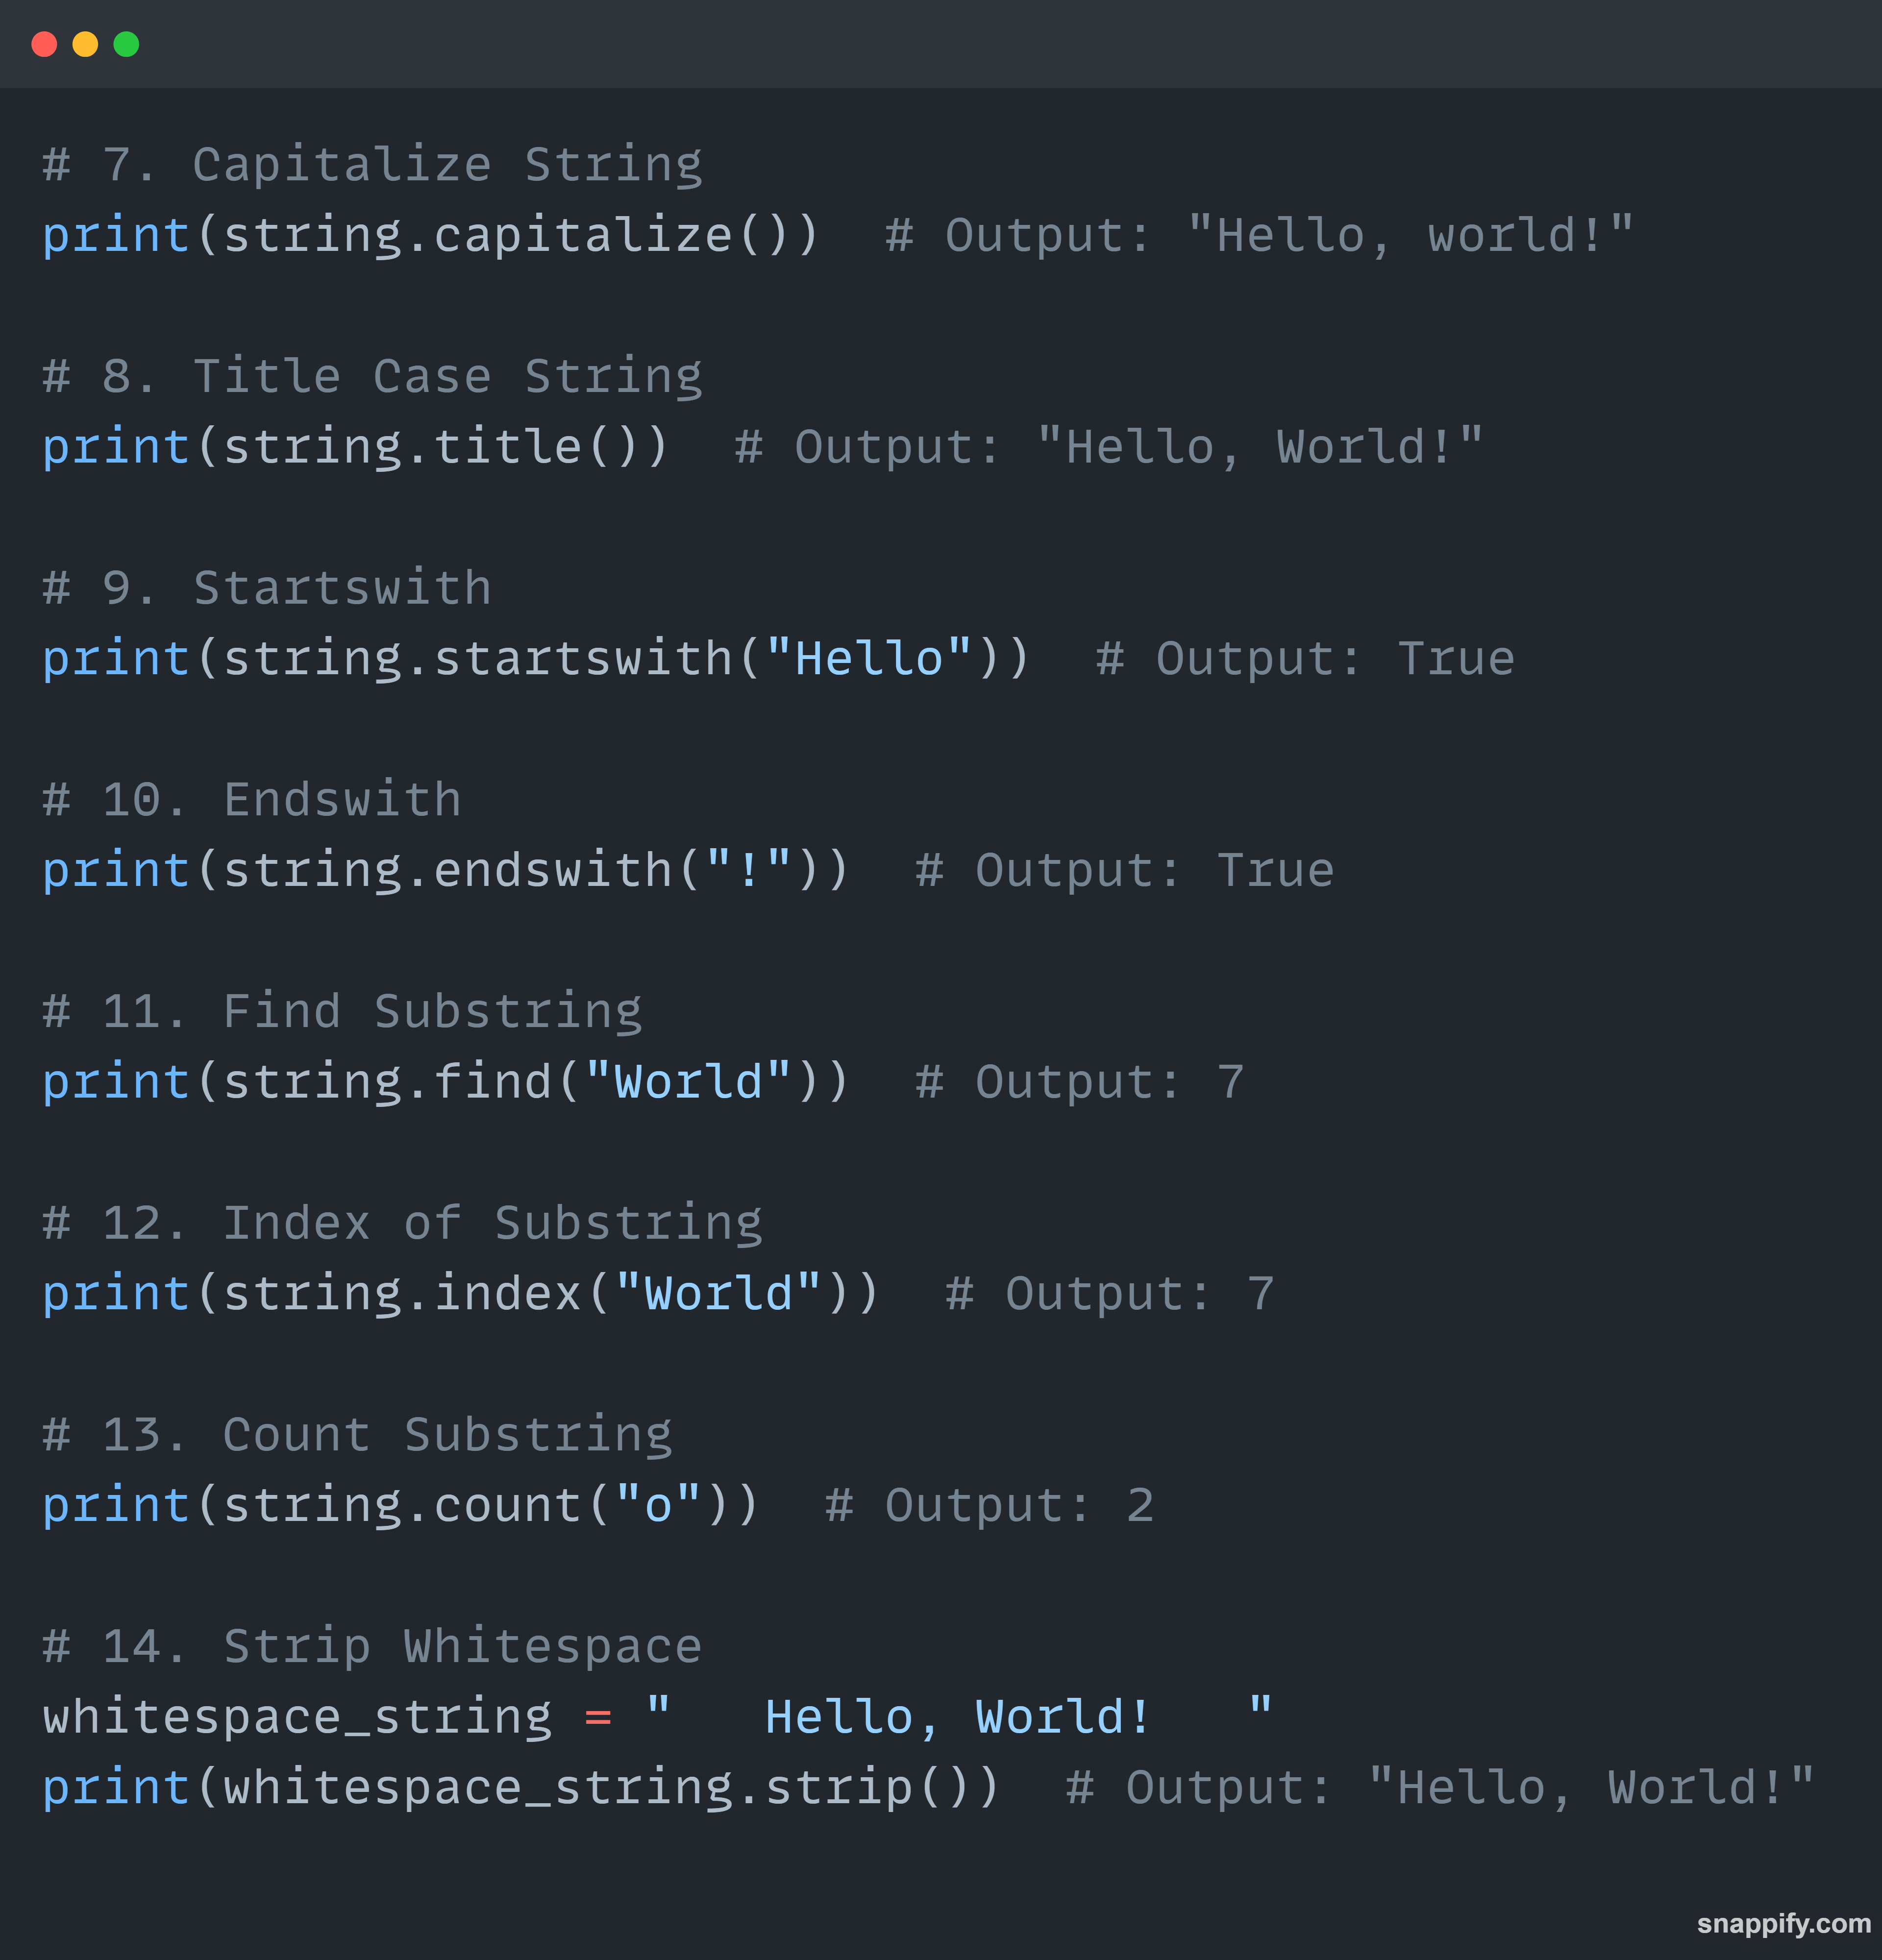 # 7. Capitalize String
print(string.capitalize())  # Output: "Hello, world!"
# 8. Title Case String
print(string.title())  # Output: "Hello, World!"
# 9. Startswith
print(string.startswith("Hello"))  # Output: True
# 10. Endswith
print(string.endswith("!"))  # Output: True
# 11. Find Substring
print(string.find("World"))  # Output: 7
# 12. Index of Substring
print(string.index("World"))  # Output: 7
# 13. Count Substring
print(string.count("o"))  # Output: 2
# 14. Strip Whitespace
whitespace_string = "   Hello, World!   "
print(whitespace_string.strip())  # Output: "Hello, World!"
snappify.com